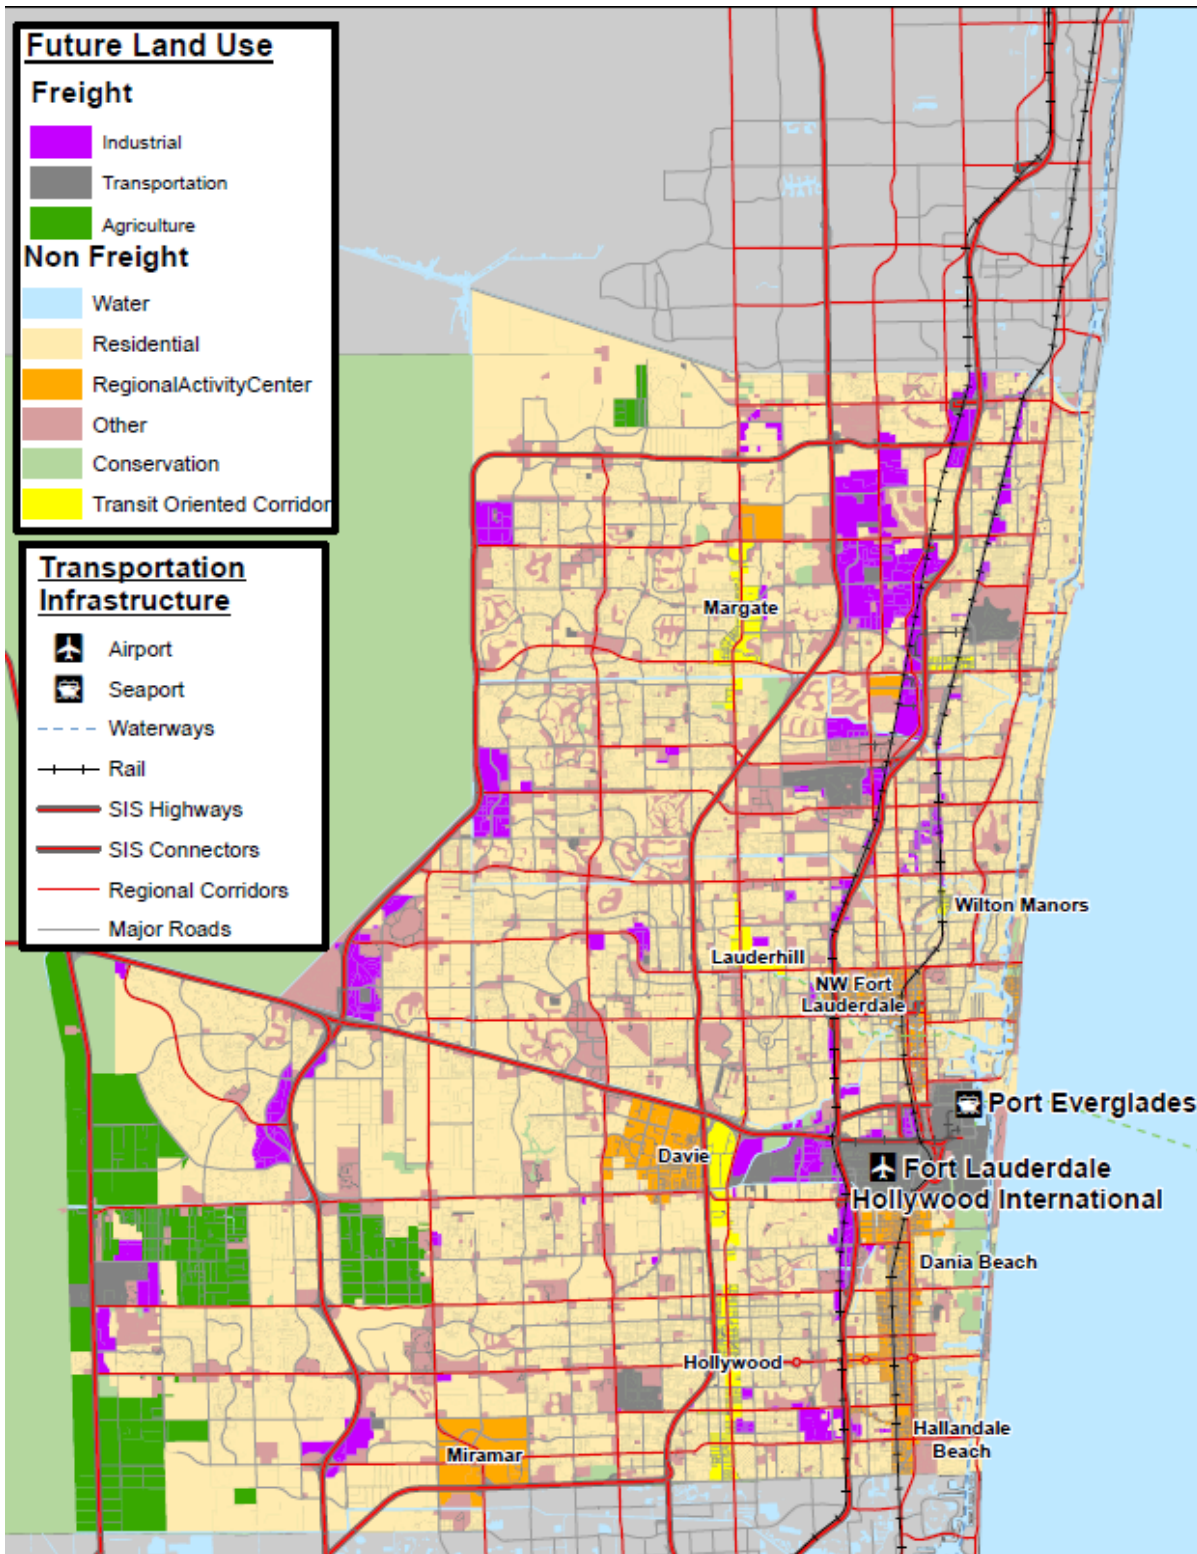 Future Land Use
Freight
Industrial
Transportation
Agriculture
Non Freight
Water
Residential
RegionalActivityCenter
Other
Conservation
Transit Oriented Corridor
Transportation
Infrastructure
Airport
Seaport
Waterways
Rail
SIS Highways
SIS Connectors
Regional Corridors
Major Roads
Margate
Wilton Manors
Lauderhill
NW Fort
Lauderdale
Port Everglades
Davie
Fort Lauderdale
Hollywood International
Dania Beach
Hollywood
Hallandale
Beach
Miramar